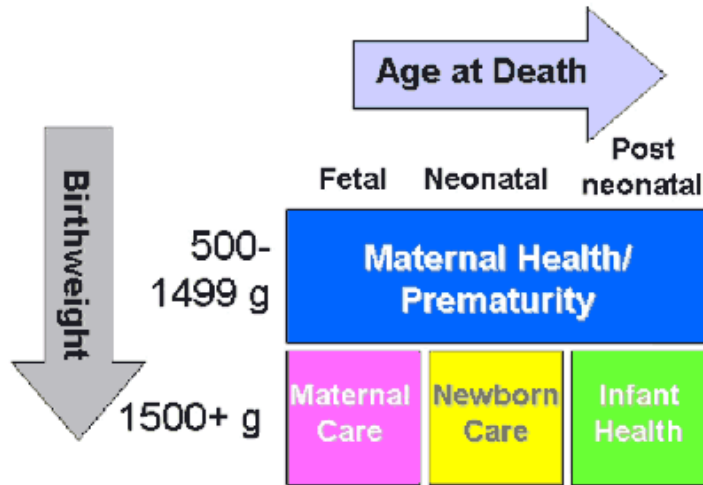 Age at Death
Birthweight
Fetal Neonatal Post
neonatal
500-
1499 g
Maternal Health/
Prematurity
1500+ g
Maternal
Care
Newborn
Care
Infant
Health